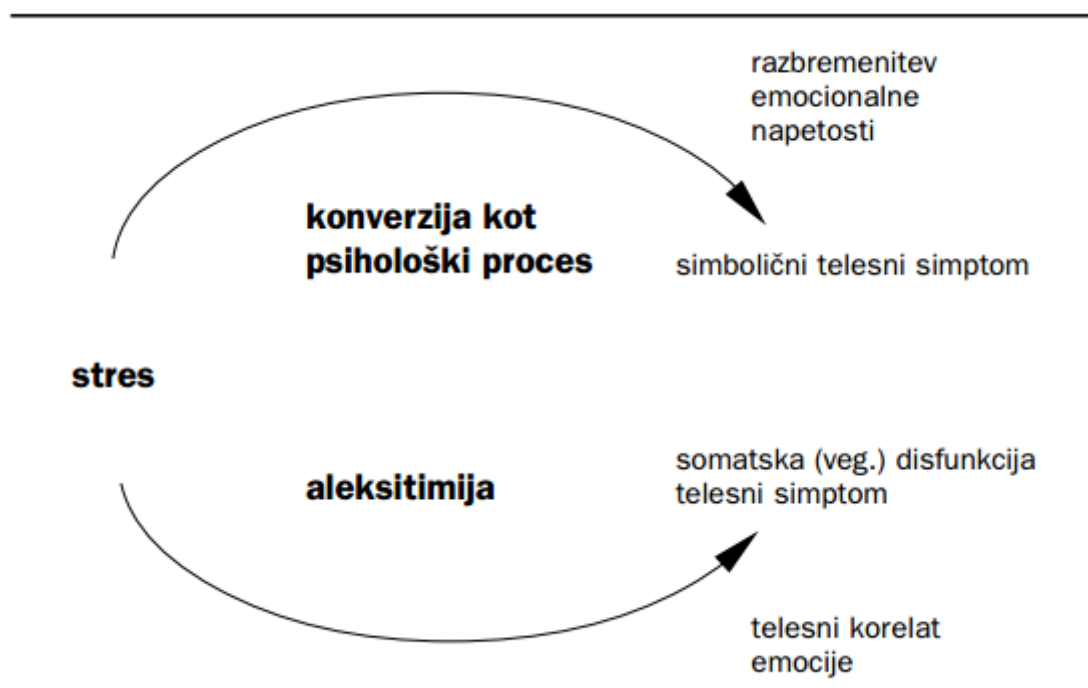 razbremenitev
emocionalne
napetosti
konverzija kot
psihološki proces
simbolični telesni simptom
stres
aleksitimija
somatska (veg.) disfunkcija
telesni simptom
telesni korelat
emocije